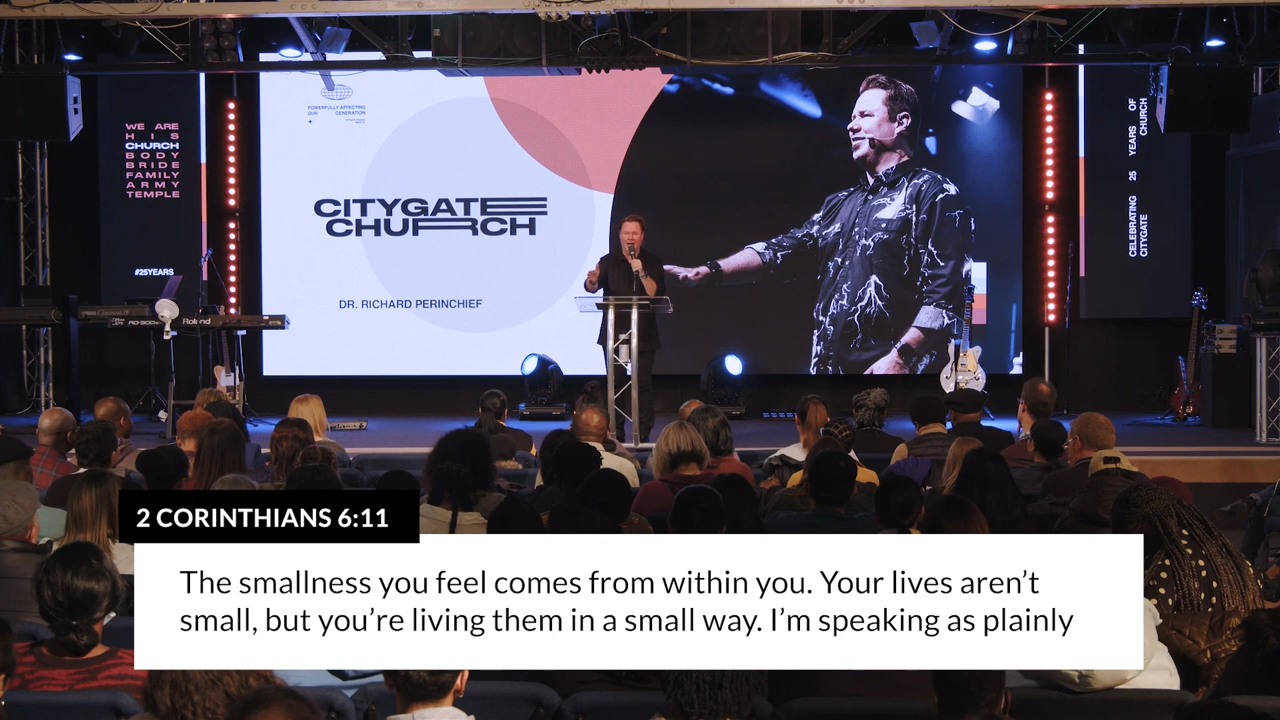 POWERFULLY AFFECTING
OUR GENERATION
WE ARE
HIS
CHURCH
BODY
BRIDE
FAMILY
ARMY
TEMPLE
#25YEARS
CITYGATE
CHURCH
DR. RICHARD PERINCHIEF
CELEBRATING 25 YEARS OF
CITYGATE CHURCH
Roland
2 CORINTHIANS 6:11
The smallness you feel comes from within you. Your lives aren’t
small, but you’re living them in a small way. I’m speaking as plainly